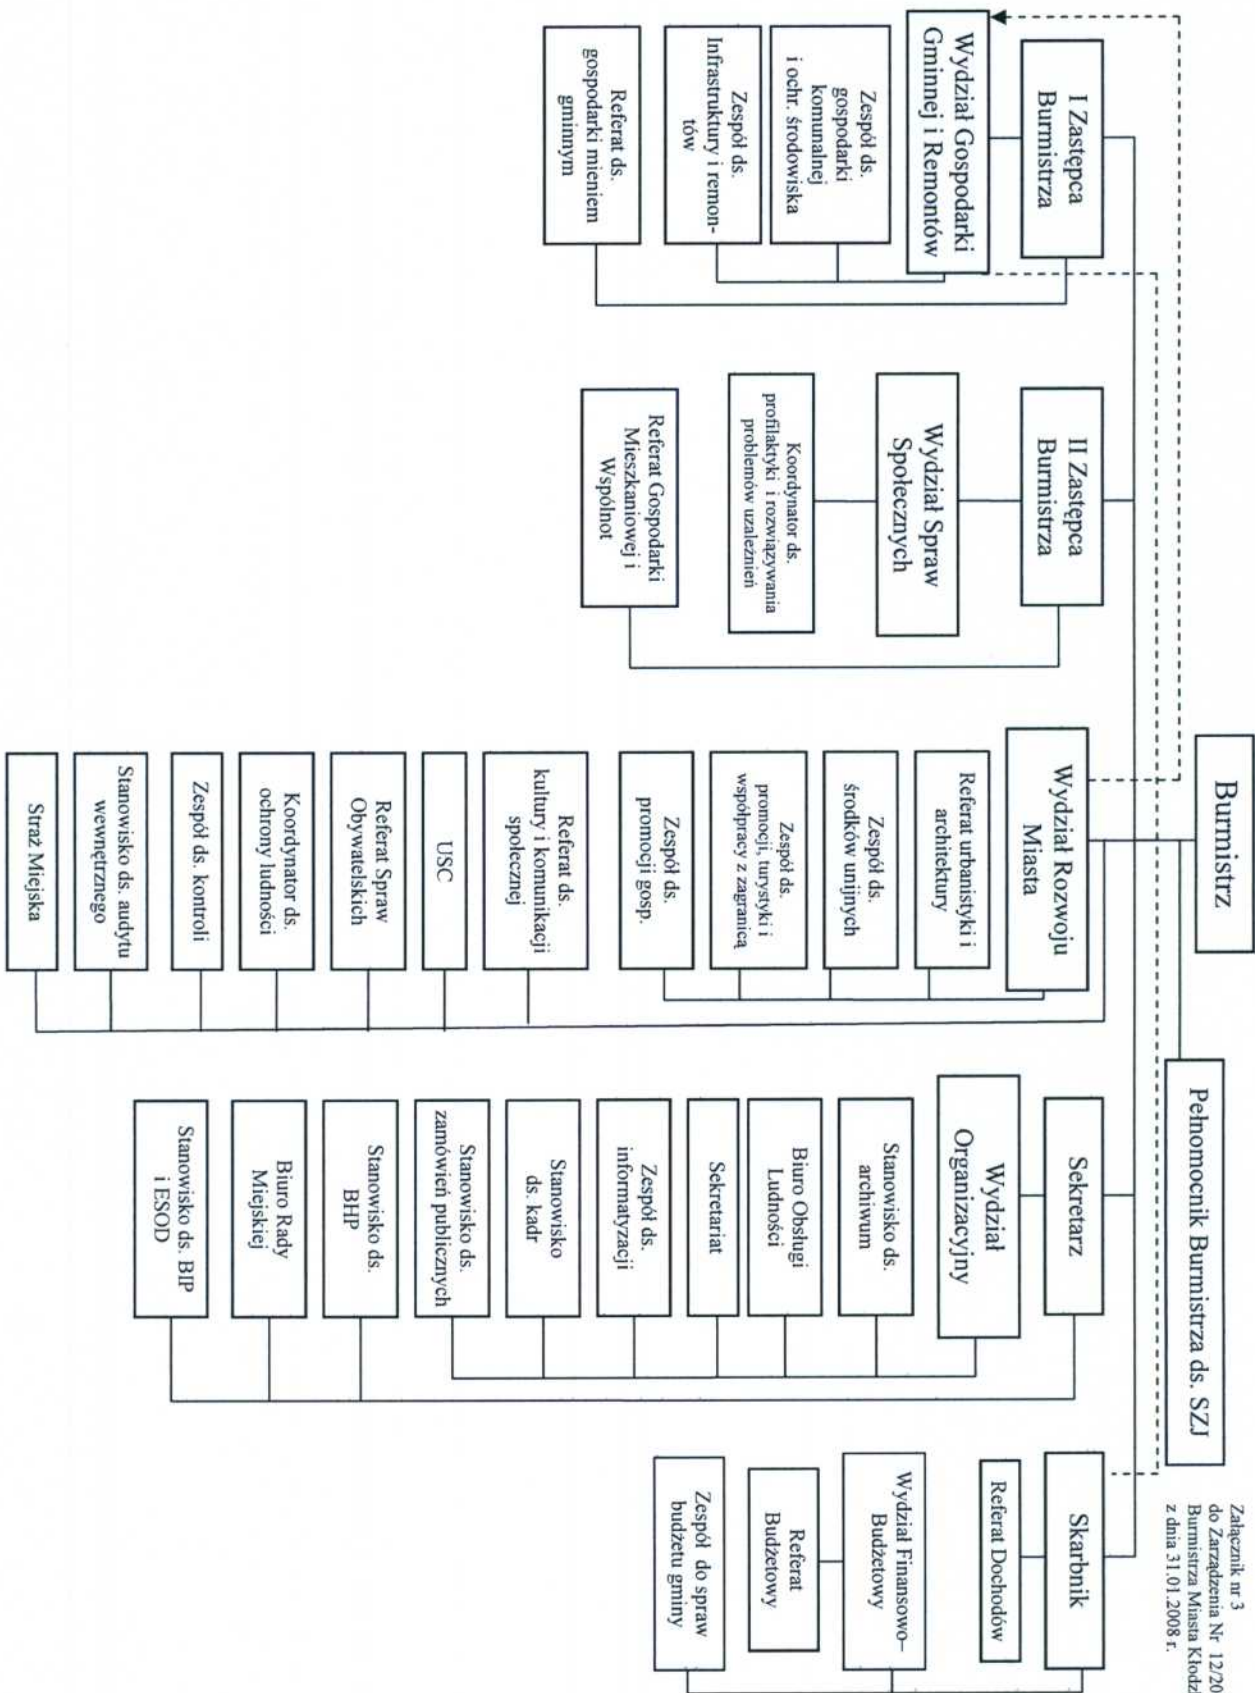 Załącznik nr 3
do Zarządzenia Nr 12/20
Burmistrza Miasta
z dnia 31.01.2008 r.
Burmistrz
Pełnomocnik Burmistrza ds. SZJ
I Zastępca
Burmistrza
Wydział Gospodarki
Gminnej i Remontów
Zespół ds.
gospodarki
komunalnej
i ochr. środowiska
Zespół ds.
Infrastruktury i remon-
tów
Referat ds.
gospodarki mieniem
gminnym
II Zastępca
Burmistrza
Wydział Spraw
Społecznych
Koordynator ds.
profilaktyki i rozwiązywania
problemów uzależnień
Referat Gospodarki
Mieszkaniowej i
Wspólnot
Wydział Rozwoju
Miasta
Referat urbanistyki i
architektury
Zespół ds.
środków unijnych
Zespół ds.
promocji, turystyki i
współpracy z zagranicą
Zespół ds.
promocji gosp.
Referat ds.
kultury i komunikacji
społecznej
USC
Referat Spraw
Obywatelskich
Koordynator ds.
ochrony ludności
Zespół ds. kontroli
Stanowisko ds. audytu
wewnętrznego
Straż Miejska
Sekretarz
Wydział
Organizacyjny
Stanowisko ds.
archiwum
Biuro Obsługi
Ludności
Sekretariat
Zespół ds.
informatyzacji
Stanowisko
ds. kadr
Stanowisko ds.
zamówień publicznych
Stanowisko ds.
BHP
Biuro Rady
Miejskiej
Stanowisko ds. BIP
i ESOD
Skarbnik
Referat Dochodów
Wydział Finansowo–
Budżetowy
Referat
Budżetowy
Zespół do spraw
budżetu gminy